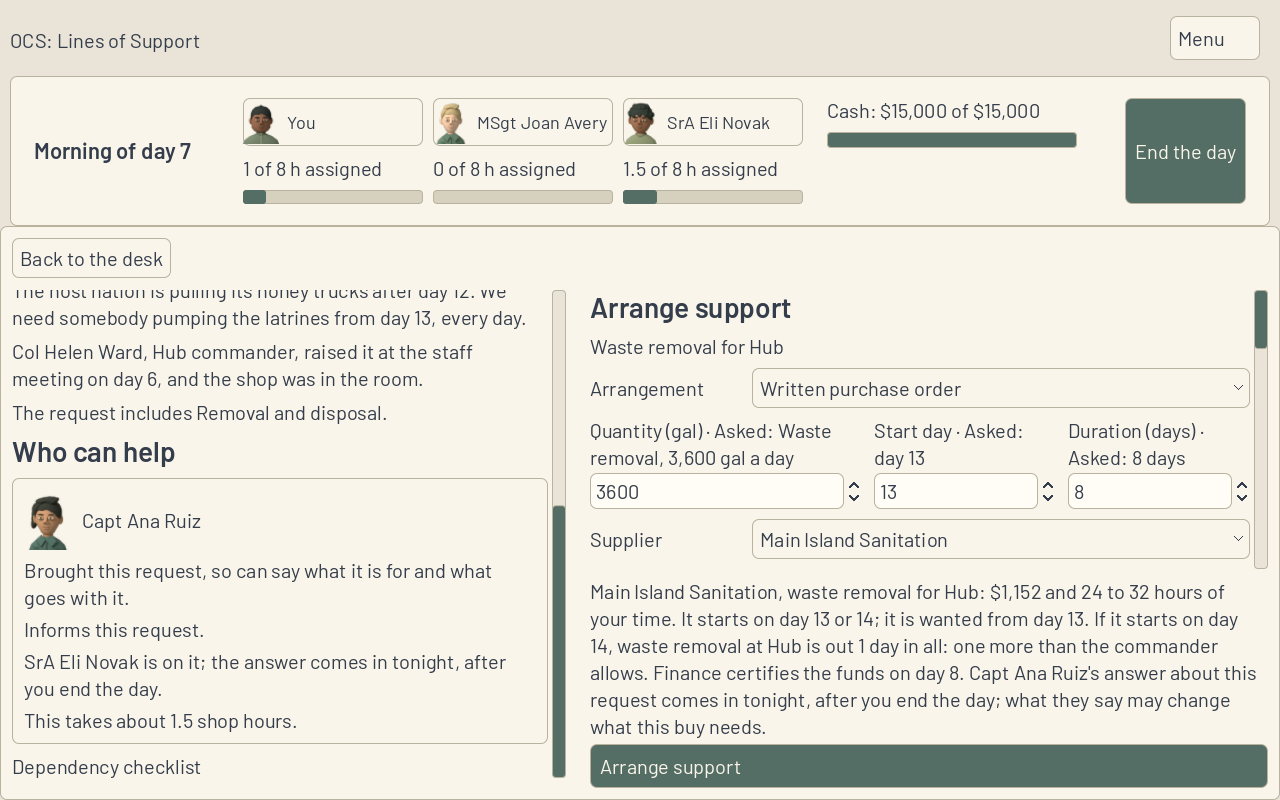 OCS: Lines of Support
Menu
Morning of day 7
You
1 of 8 h assigned
MSgt Joan Avery
0 of 8 h assigned
SrA Eli Novak
1.5 of 8 h assigned
Cash: $15,000 of $15,000
End the day
Back to the desk
The host nation is pulling its honey trucks after day 12. We
need somebody pumping the latrines from day 13, every day.
Col Helen Ward, Hub commander, raised it at the staff
meeting on day 6, and the shop was in the room.
The request includes Removal and disposal.
Who can help
Capt Ana Ruiz
Brought this request, so can say what it is for and what
goes with it.
Informs this request.
SrA Eli Novak is on it; the answer comes in tonight, after
you end the day.
This takes about 1.5 shop hours.
Dependency checklist
Arrange support
Waste removal for Hub
Arrangement
Written purchase order
Quantity (gal) · Asked: Waste
removal, 3,600 gal a day
3600
Start day · Asked:
day 13
13
Duration (days) ·
Asked: 8 days
8
Supplier
Main Island Sanitation
Main Island Sanitation, waste removal for Hub: $1,152 and 24 to 32 hours of
your time. It starts on day 13 or 14; it is wanted from day 13. If it starts on day
14, waste removal at Hub is out 1 day in all: one more than the commander
allows. Finance certifies the funds on day 8. Capt Ana Ruiz's answer about this
request comes in tonight, after you end the day; what they say may change
what this buy needs.
Arrange support